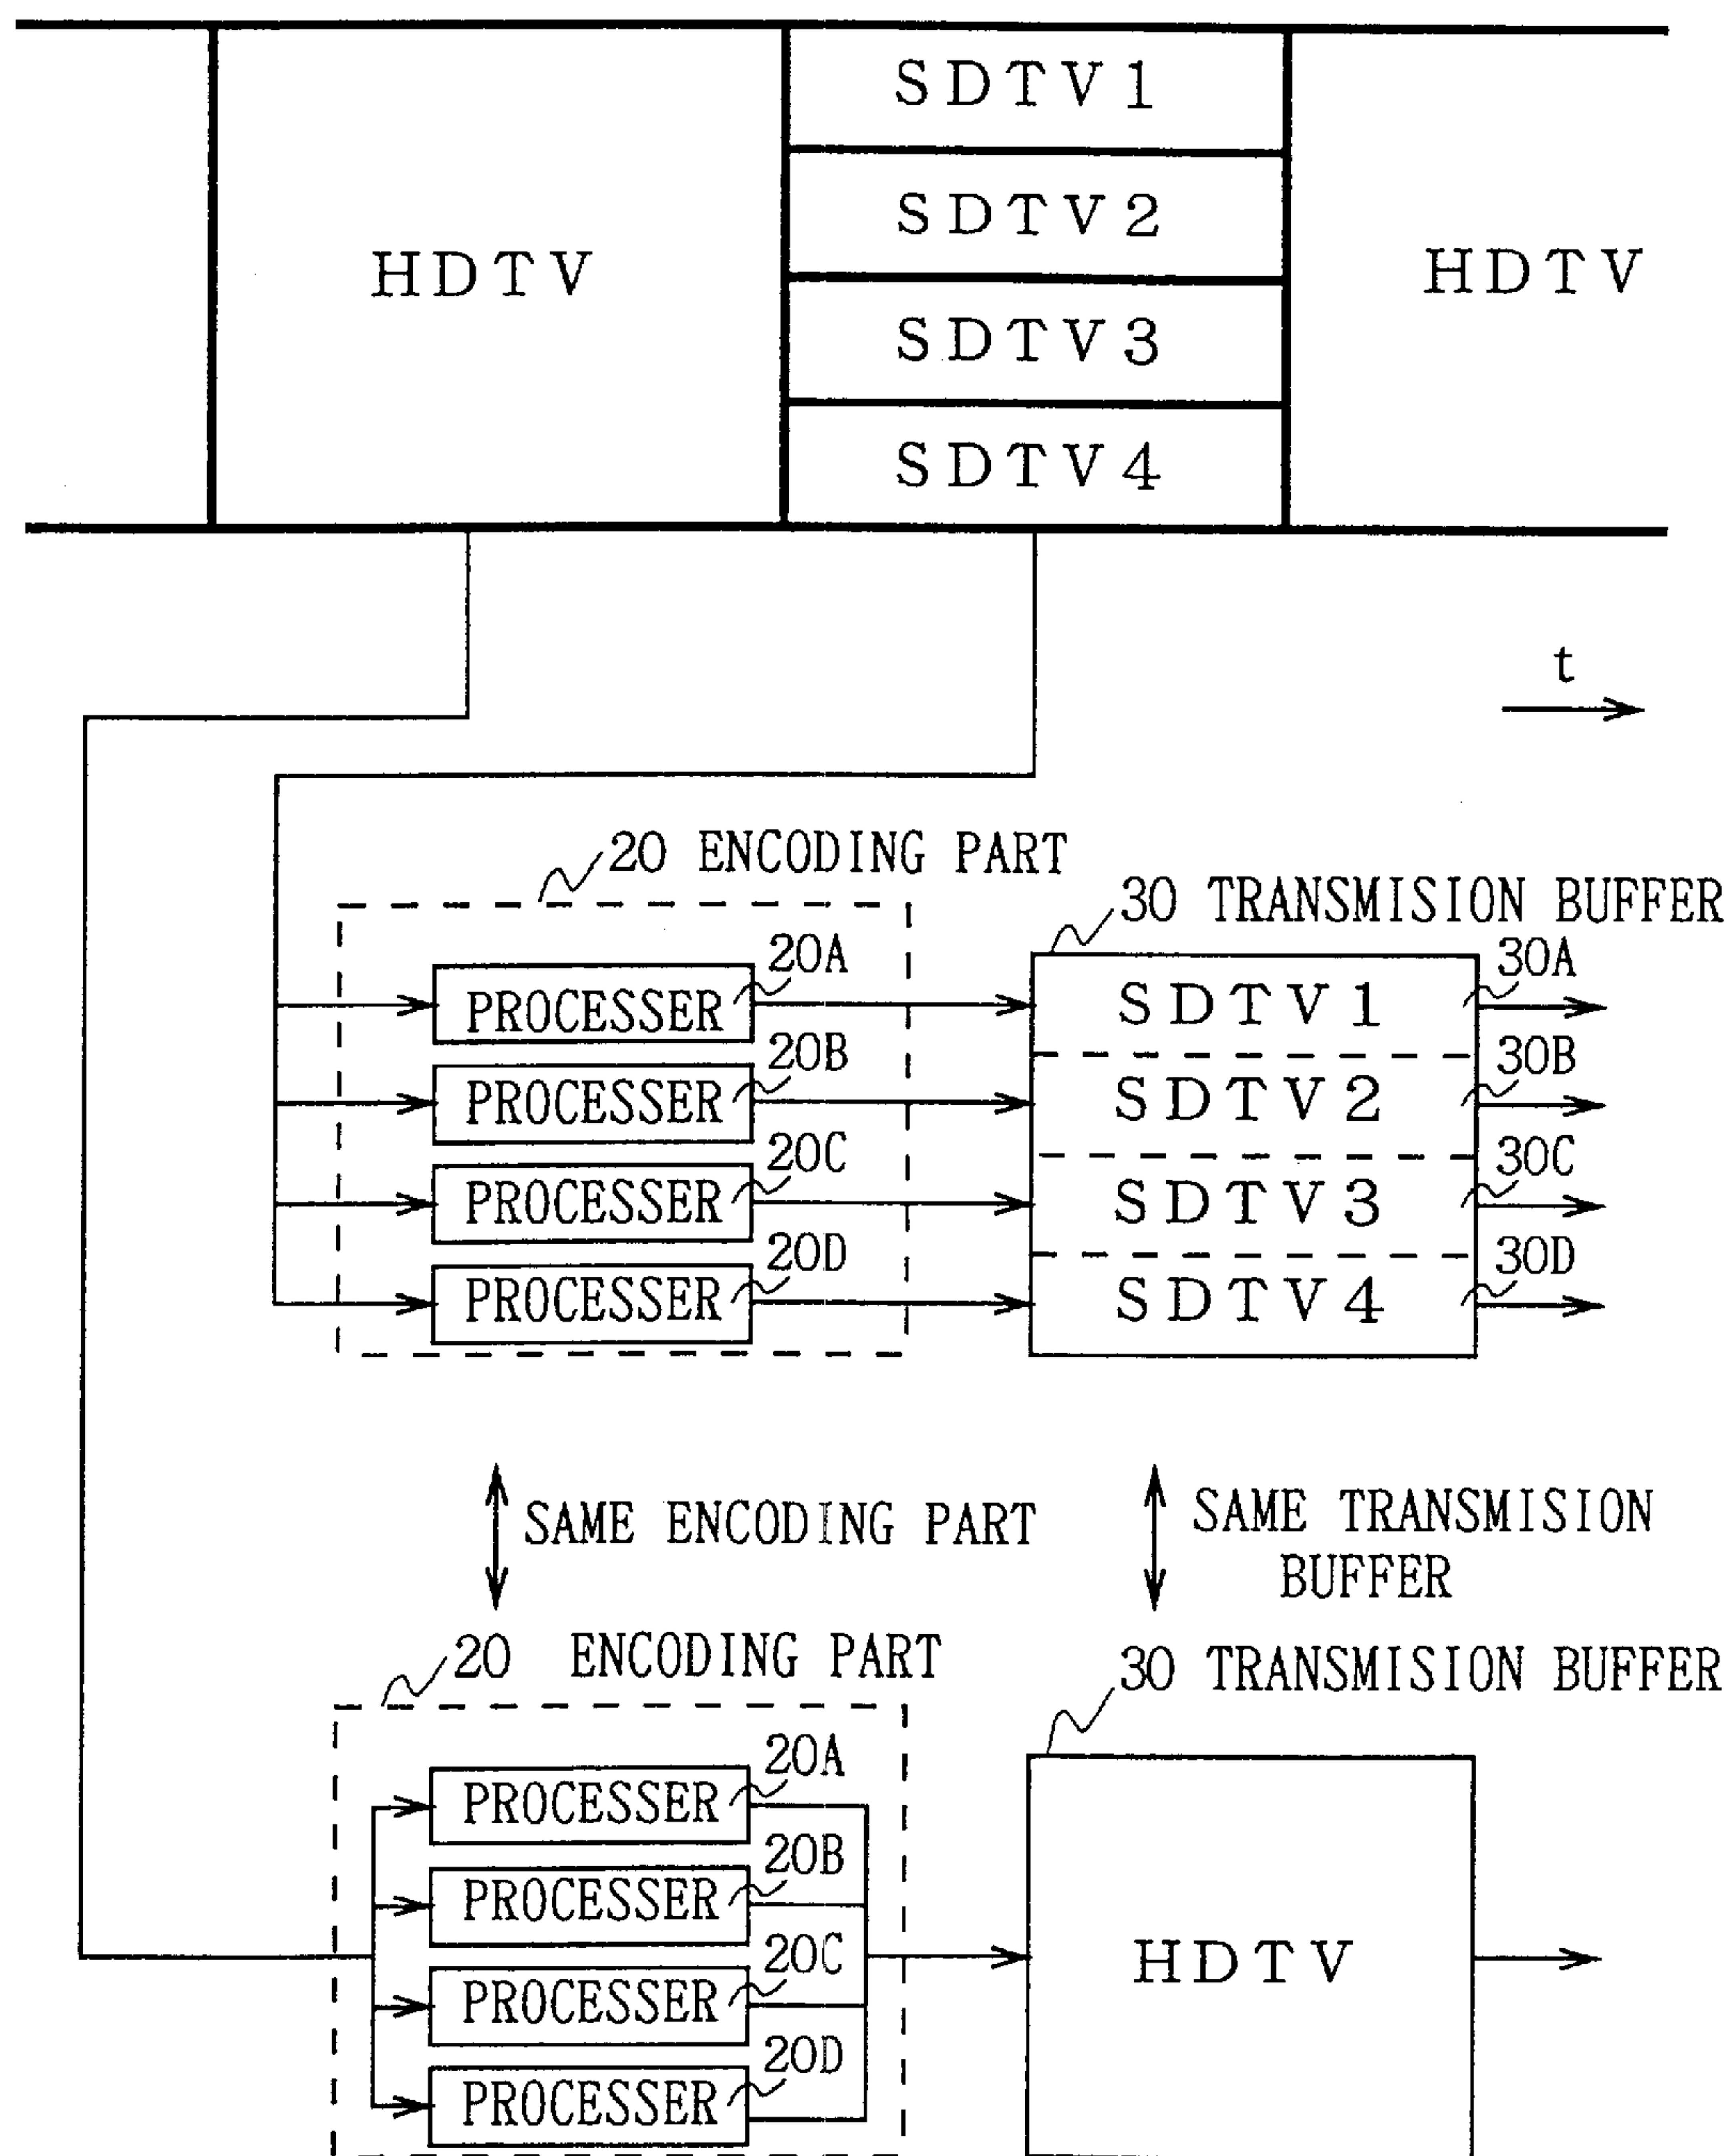 SDTV1
SDTV2
HDTV
HDTV
SDTV3
SDTV4
t
20 ENCODING PART
30 TRANSMISION BUFFER
20A
30A
PROCESSER
SDTV1
20B
30B
PROCESSER
SDTV2
20C
30C
PROCESSER
SDTV3
20D
30D
PROCESSER
SDTV4
SAME ENCODING PART
SAME TRANSMISION
BUFFER
20 ENCODING PART
30 TRANSMISION BUFFER
20A
PROCESSER
20B
PROCESSER
20C
HDTV
PROCESSER
20D
PROCESSER